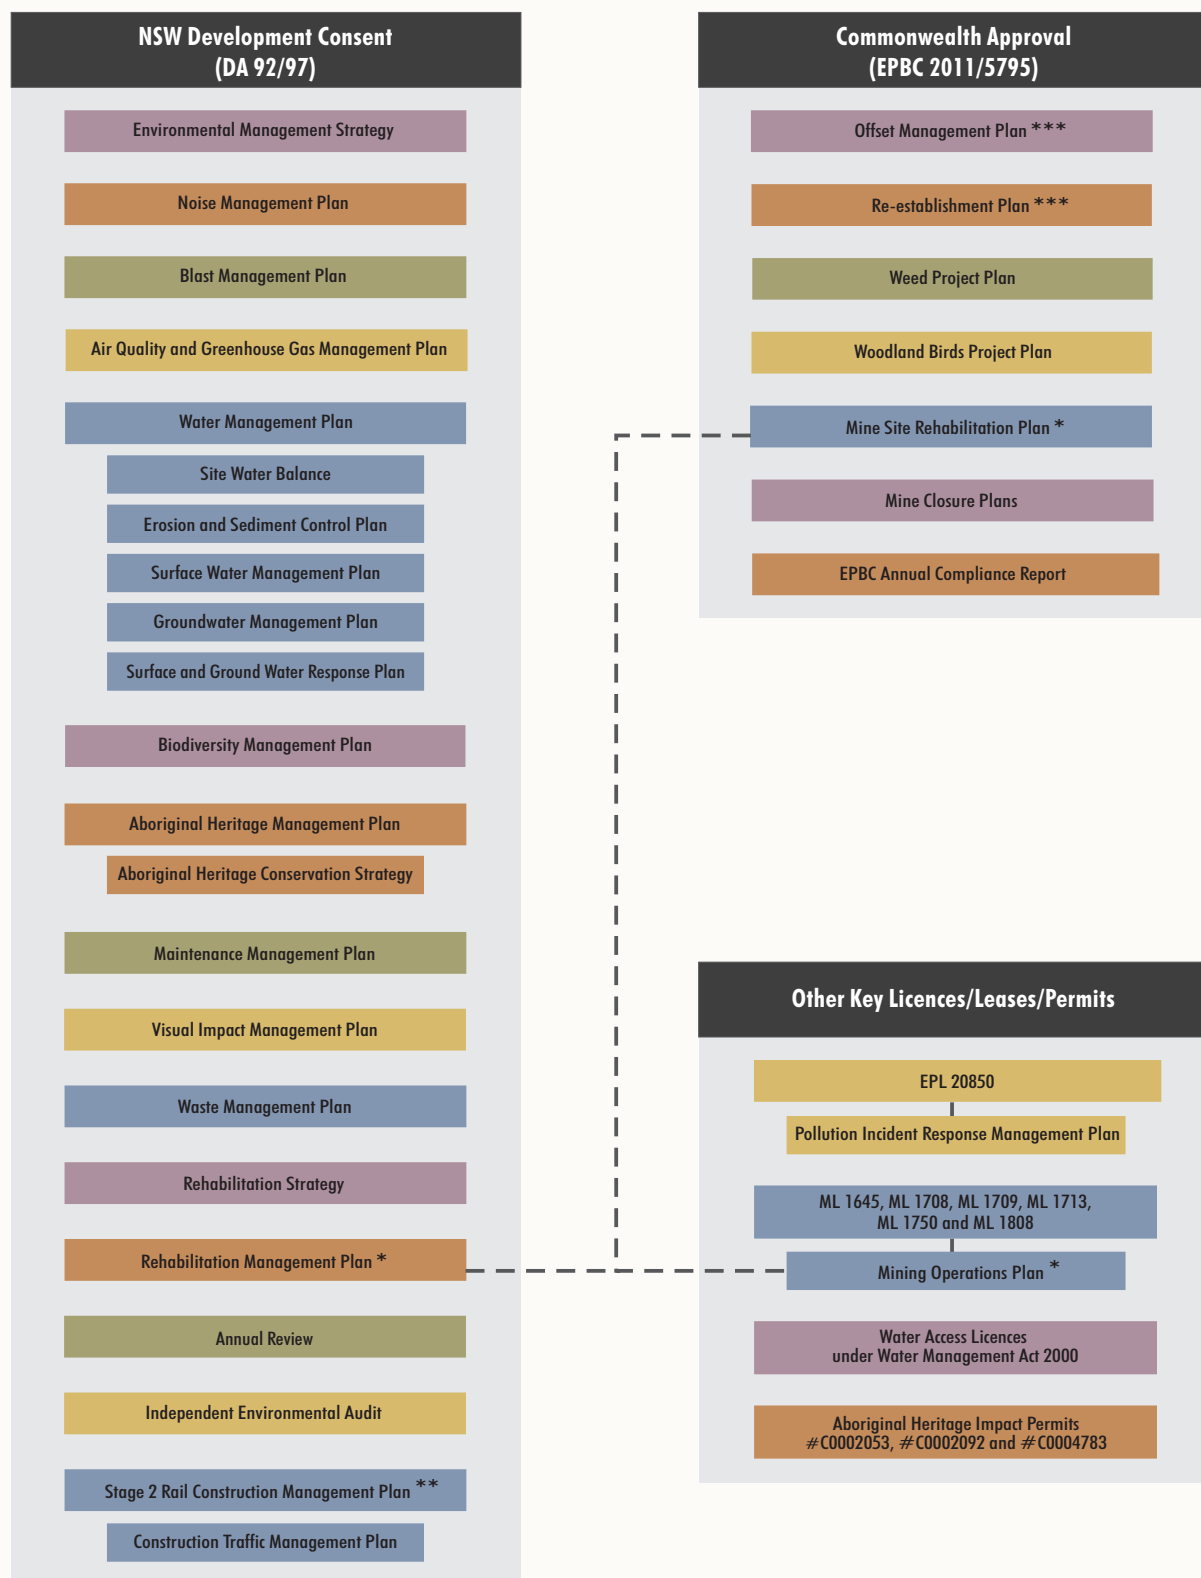 NSW Development Consent
(DA 92/97)
Environmental Management Strategy
Noise Management Plan
Blast Management Plan
Air Quality and Greenhouse Gas Management Plan
Water Management Plan
Site Water Balance
Erosion and Sediment Control Plan
Surface Water Management Plan
Groundwater Management Plan
Surface and Ground Water Response Plan
Biodiversity Management Plan
Aboriginal Heritage Management Plan
Aboriginal Heritage Conservation Strategy
Maintenance Management Plan
Visual Impact Management Plan
Waste Management Plan
Rehabilitation Strategy
Rehabilitation Management Plan *
Annual Review
Independent Environmental Audit
Stage 2 Rail Construction Management Plan **
Construction Traffic Management Plan
Commonwealth Approval
(EPBC 2011/5795)
Offset Management Plan ***
Re-establishment Plan ***
Weed Project Plan
Woodland Birds Project Plan
Mine Site Rehabilitation Plan *
Mine Closure Plans
EPBC Annual Compliance Report
Other Key Licences/Leases/Permits
EPL 20850
Pollution Incident Response Management Plan
ML 1645, ML 1708, ML 1709, ML 1713,
ML 1750 and ML 1808
Mining Operations Plan *
Water Access Licences
under Water Management Act 2000
Aboriginal Heritage Impact Permits
#C0002053, #C0002092 and #C0004783